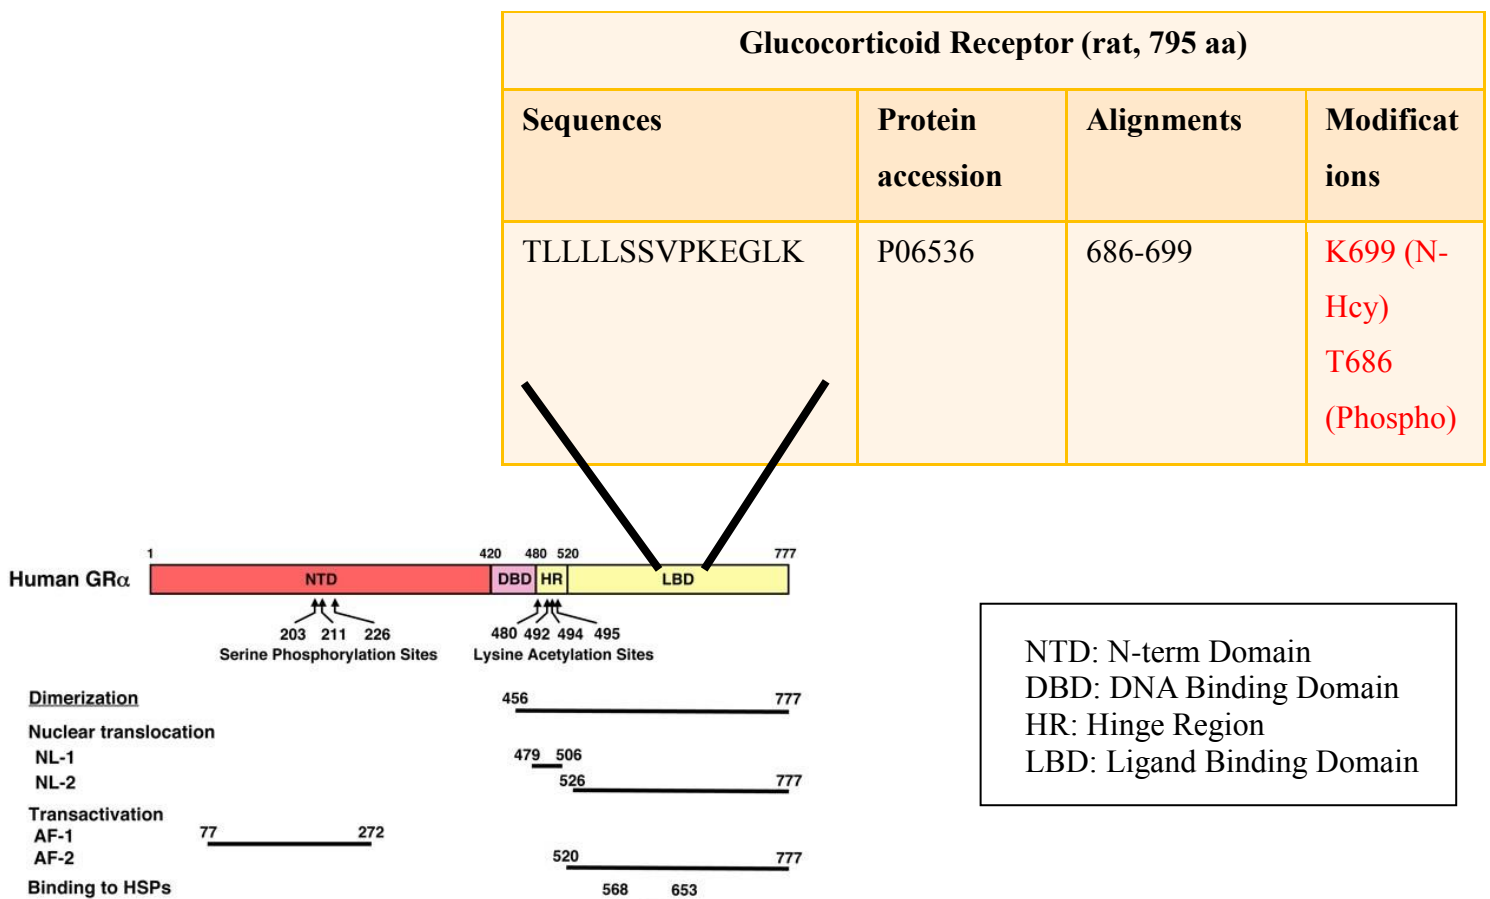 Glucocorticoid Receptor (rat, 795 aa)
Sequences
Protein
accession
Alignments
Modificat
ions
TLLLLSSVPKEGLK
P06536
686-699
K699 (N-
Hcy)
T686
(Phospho)
1
420
480
520
777
Human GRα
NTD
DBD
HR
LBD
203 211 226
Serine Phosphorylation Sites
480 492 494 495
Lysine Acetylation Sites
Dimerization
456
777
Nuclear translocation
NL-1
479 506
NL-2
526
777
Transactivation
AF-1
77
272
AF-2
520
777
Binding to HSPs
568
653
NTD: N-term Domain
DBD: DNA Binding Domain
HR: Hinge Region
LBD: Ligand Binding Domain